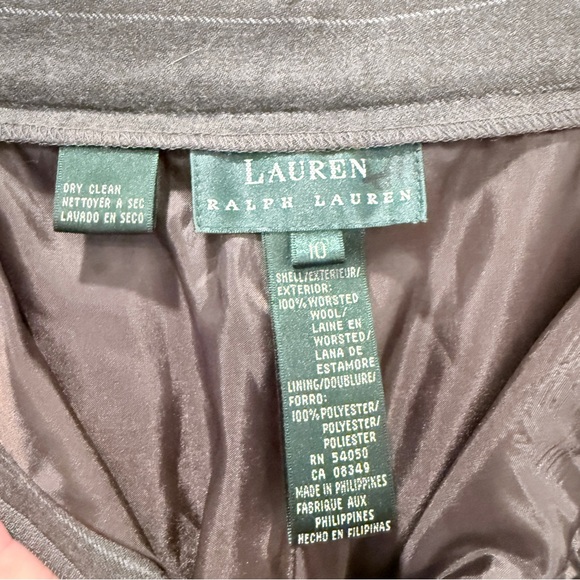 DRY CLEAN
NETTOYER A SEC
LAVADO EN SECO
LAUREN
RALPH LAUREN
10
SHELL/EXTERIEUR/
EXTERIOR:
100% WORSTED
WOOL/
LAINE EN
WORSTED/
LANA DE
ESTAMORE
LINING/DOUBLURE/
FORRO:
100% POLYESTER/
POLYESTER/
POLIESTER
RN 54050
CA 08349
MADE IN PHILIPPINES
FABRIQUE AUX
PHILIPPINES
HECHO EN FILIPINAS